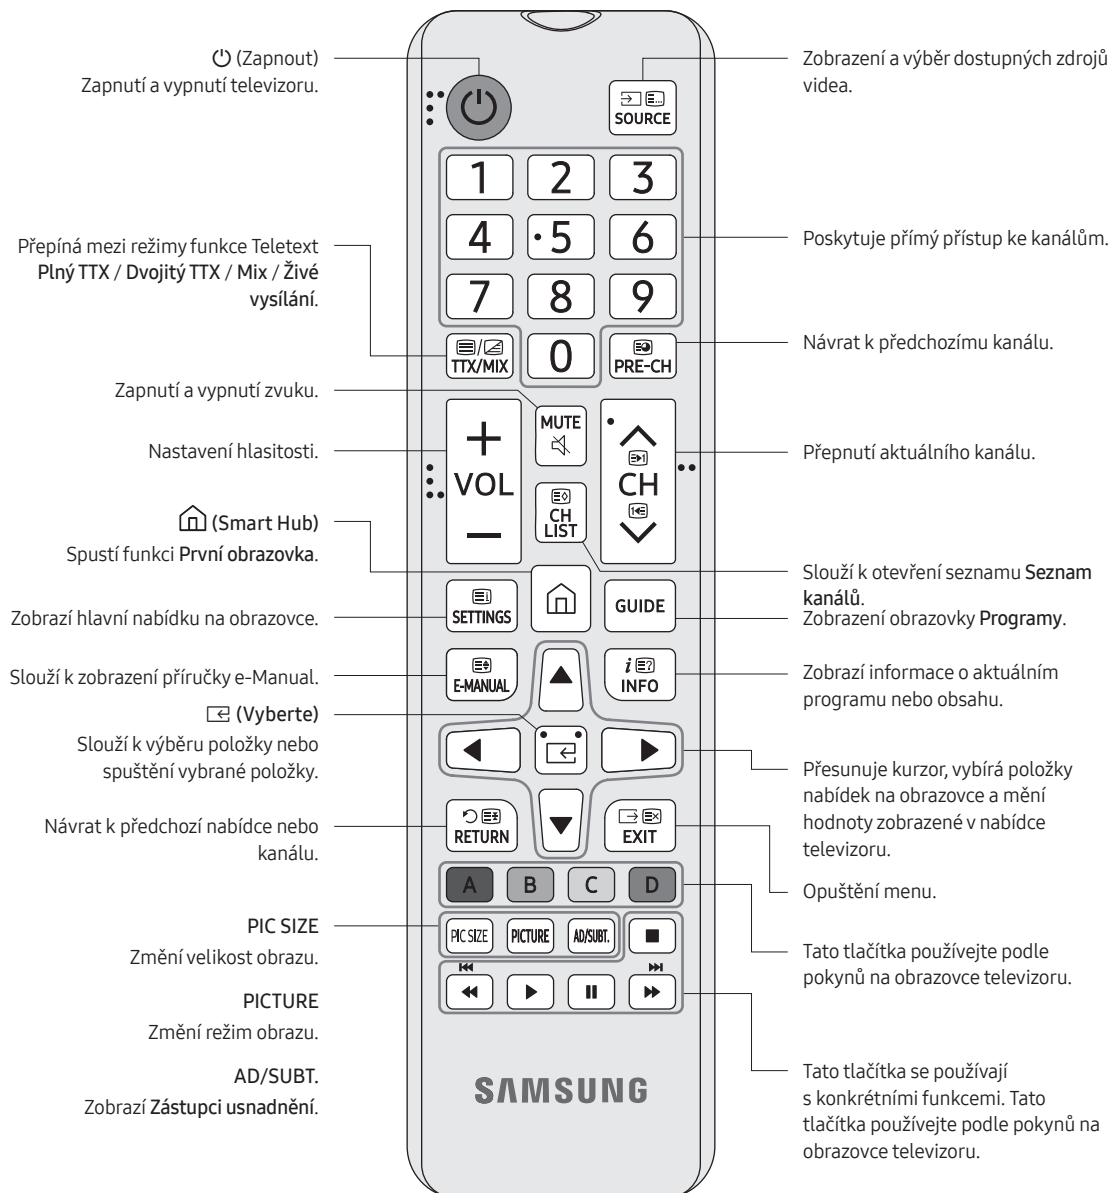 (Zapnout)
Zapnutí a vypnutí televizoru.
Přepíná mezi režimy funkce Teletext
Plný TTX / Dvojitý TTX / Mix / Živé
vysílání.
Zapnutí a vypnutí zvuku.
Nastavení hlasitosti.
(Smart Hub)
Spustí funkci První obrazovka.
Zobrazí hlavní nabídku na obrazovce.
Slouží k zobrazení příručky e-Manual.
(Vyberte)
Slouží k výběru položky nebo
spuštění vybrané položky.
Návrat k předchozí nabídce nebo
kanálu.
PIC SIZE
Změní velikost obrazu.
PICTURE
Změní režim obrazu.
AD/SUBT.
Zobrazí Zástupci usnadnění.
SOURCE
1 2 3
4 5 6
7 8 9
TTX/MIX 0 PRE-CH
MUTE
VOL
CH
CH
LIST
SETTINGS
GUIDE
E-MANUAL
i
INFO
RETURN
EXIT
A B C D
PIC SIZE PICTURE AD/SUBT.
SAMSUNG
Zobrazení a výběr dostupných zdrojů
videa.
Poskytuje přímý přístup ke kanálům.
Návrat k předchozímu kanálu.
Přepnutí aktuálního kanálu.
Slouží k otevření seznamu Seznam
kanálů.
Zobrazení obrazovky Programy.
Zobrazí informace o aktuálním
programu nebo obsahu.
Přesunuje kurzor, vybírá položky
nabídek na obrazovce a mění
hodnoty zobrazené v nabídce
televizoru.
Opuštění menu.
Tato tlačítka používejte podle
pokynů na obrazovce televizoru.
Tato tlačítka se používají
s konkrétními funkcemi. Tato
tlačítka používejte podle pokynů na
obrazovce televizoru.